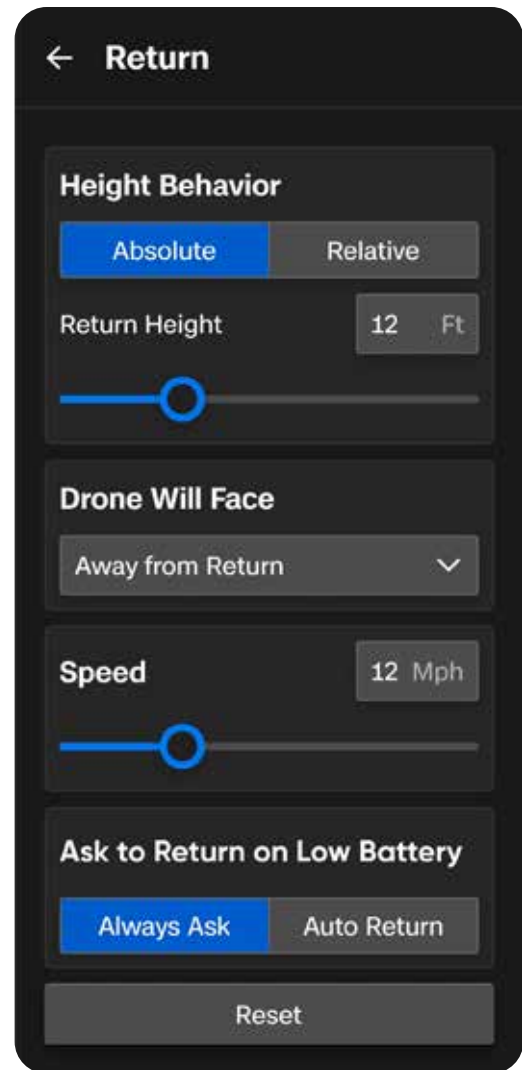 Return
Height Behavior
Absolute Relative
Return Height 12 Ft
Drone Will Face
Away from Return
Speed 12 Mph
Ask to Return on Low Battery
Always Ask Auto Return
Reset